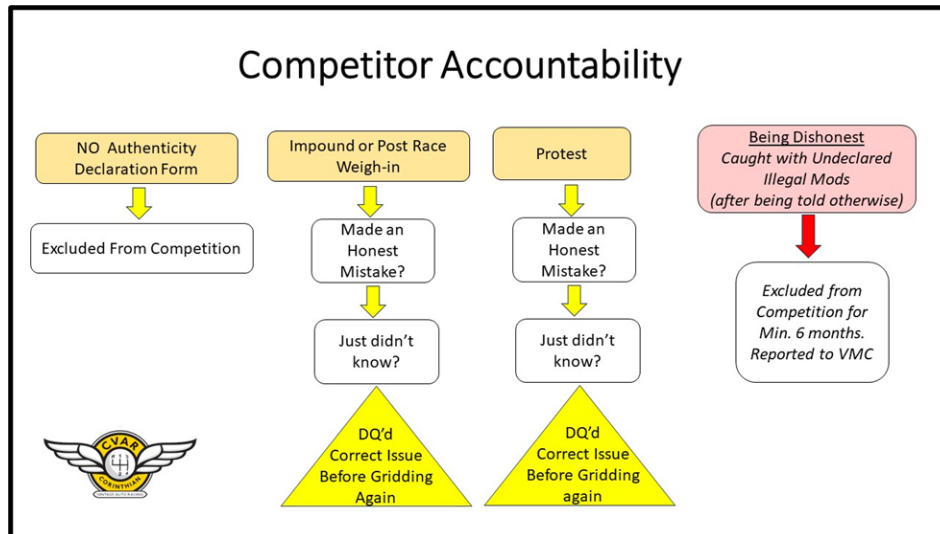 Competitor Accountability
NO Authenticity
Declaration Form
Excluded From Competition
Impound or Post Race
Weigh-in
Made an
Honest
Mistake?
Just didn't
know?
DQ'd
Correct Issue
Before Gridding
Again
Protest
Made an
Honest
Mistake?
Just didn't
know?
DQ'd
Correct Issue
Before Gridding
again
Being Dishonest
Caught with Undeclared
Illegal Mods
(after being told otherwise)
Excluded from
Competition for
Min. 6 months.
Reported to VMC
CVAR
CORINTHIAN
VINTAGE AUTO RACING